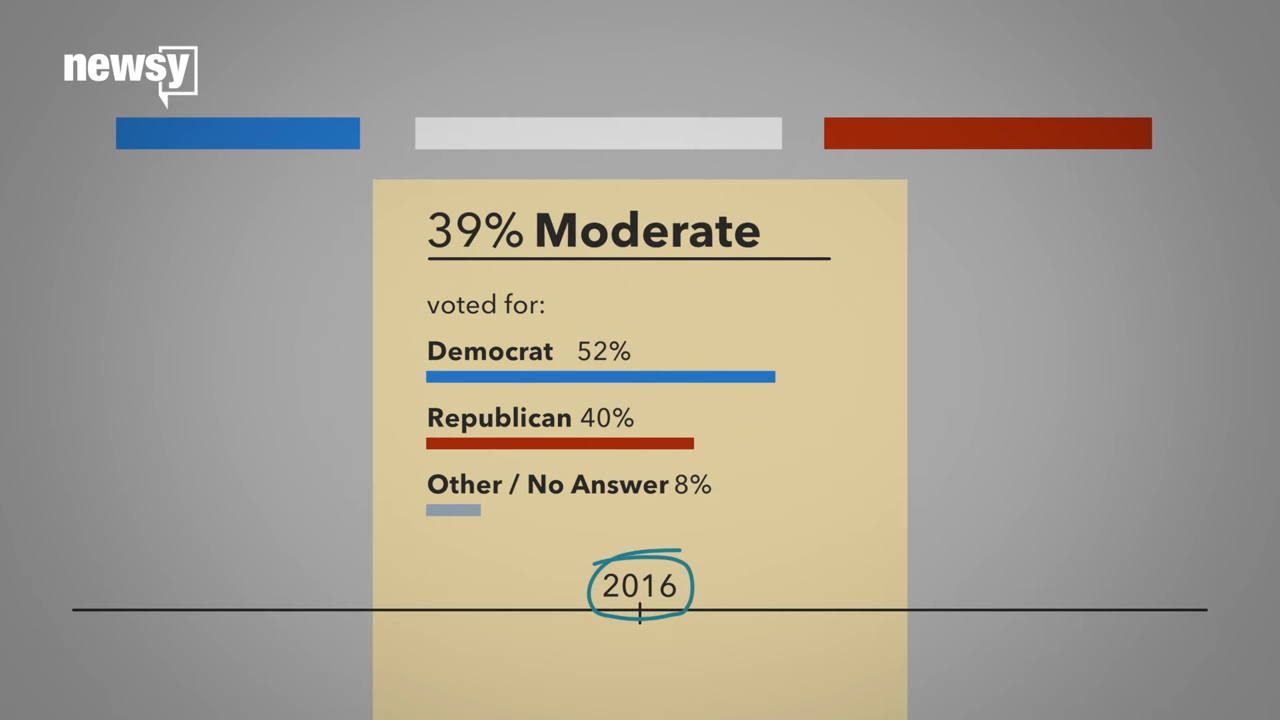 newsy
39% Moderate
voted for:
Democrat 52%
Republican 40%
Other / No Answer 8%
2016